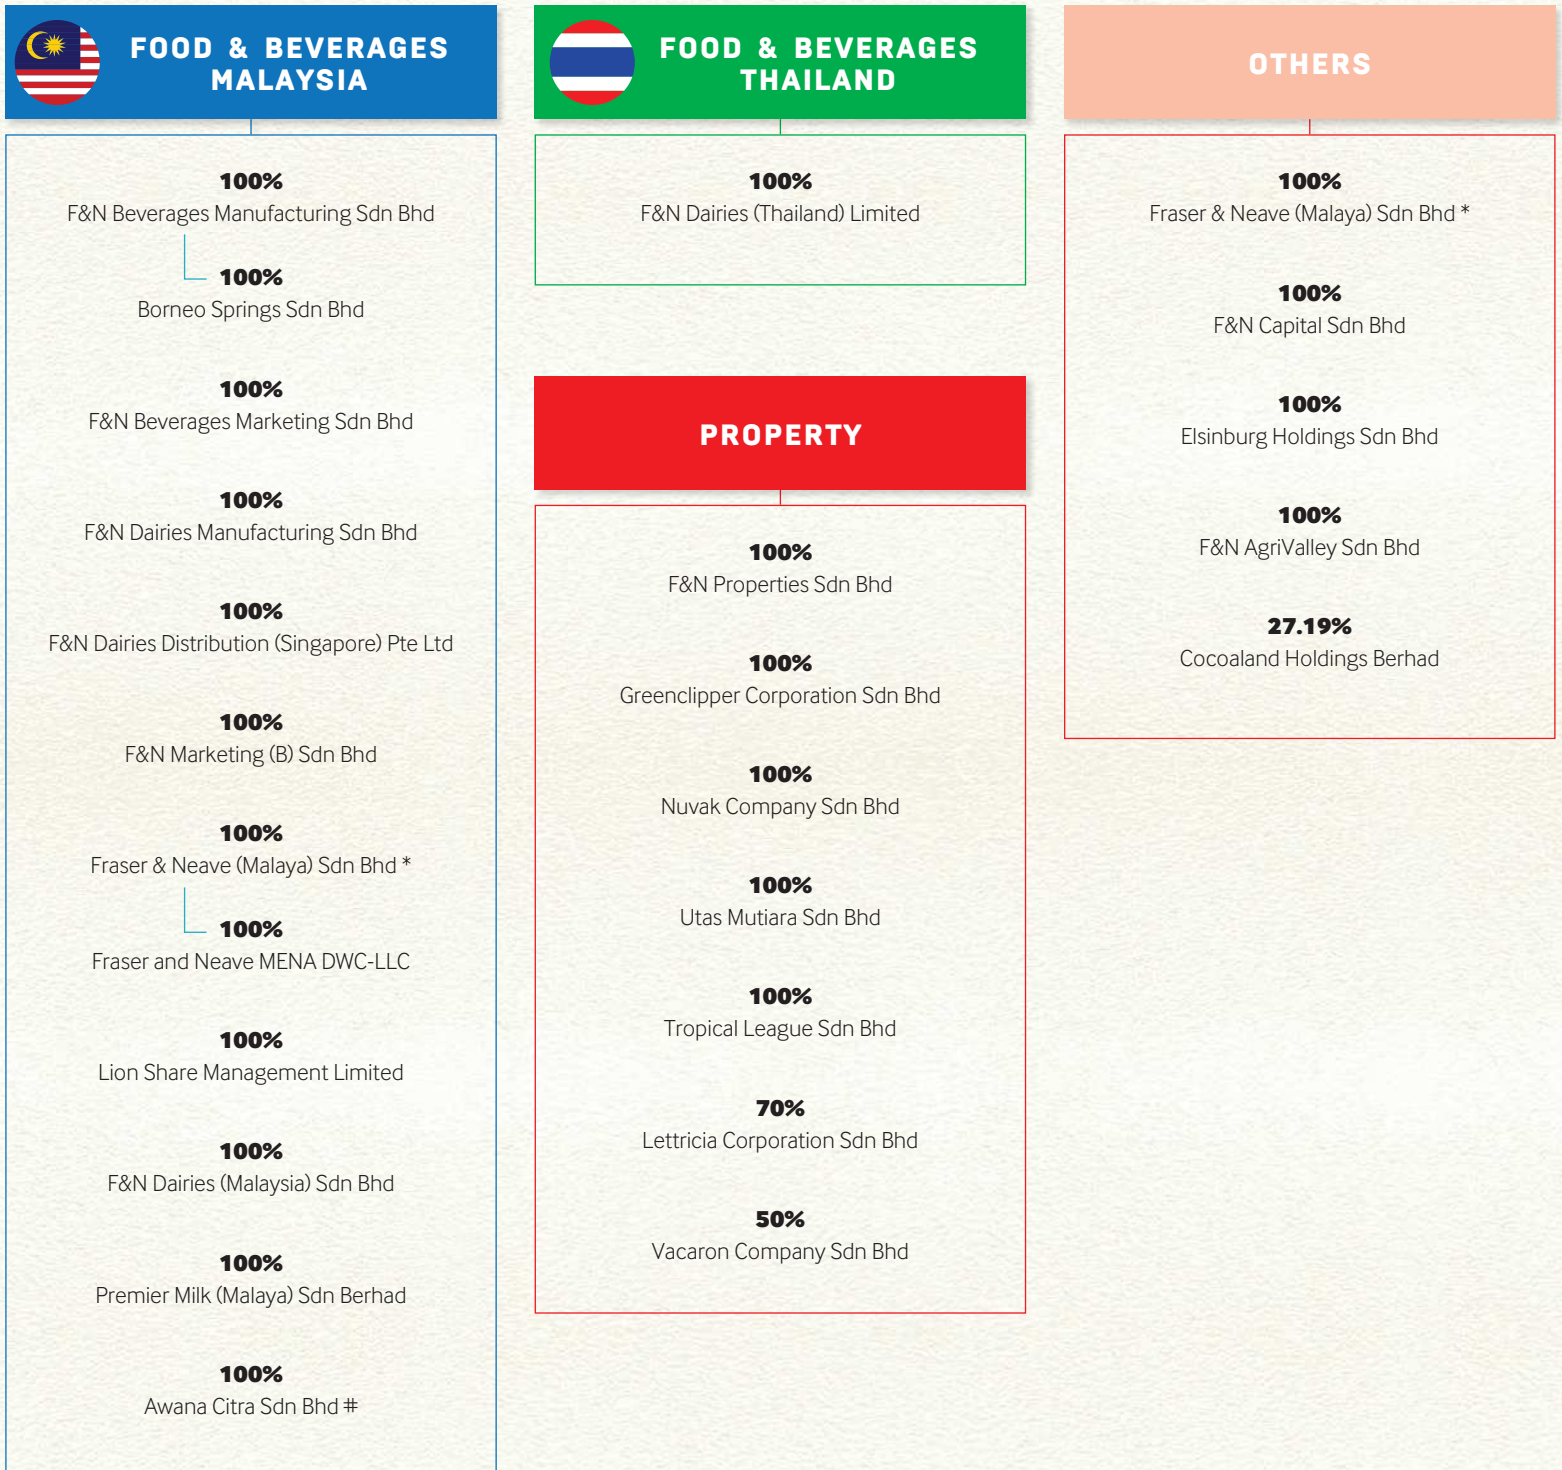 FOOD & BEVERAGES
MALAYSIA
100%
F&N Beverages Manufacturing Sdn Bhd
100%
Borneo Springs Sdn Bhd
100%
F&N Beverages Marketing Sdn Bhd
100%
F&N Dairies Manufacturing Sdn Bhd
100%
F&N Dairies Distribution (Singapore) Pte Ltd
100%
F&N Marketing (B) Sdn Bhd
100%
Fraser & Neave (Malaya) Sdn Bhd *
100%
Fraser and Neave MENA DWC-LLC
100%
Lion Share Management Limited
100%
F&N Dairies (Malaysia) Sdn Bhd
100%
Premier Milk (Malaya) Sdn Berhad
100%
Awana Citra Sdn Bhd #
FOOD & BEVERAGES
THAILAND
100%
F&N Dairies (Thailand) Limited
PROPERTY
100%
F&N Properties Sdn Bhd
100%
Greenclipper Corporation Sdn Bhd
100%
Nuvak Company Sdn Bhd
100%
Utas Mutiara Sdn Bhd
100%
Tropical League Sdn Bhd
70%
Lettricia Corporation Sdn Bhd
50%
Vacaron Company Sdn Bhd
OTHERS
100%
Fraser & Neave (Malaya) Sdn Bhd *
100%
F&N Capital Sdn Bhd
100%
Elsinburg Holdings Sdn Bhd
100%
F&N AgriValley Sdn Bhd
27.19%
Cocoaland Holdings Berhad